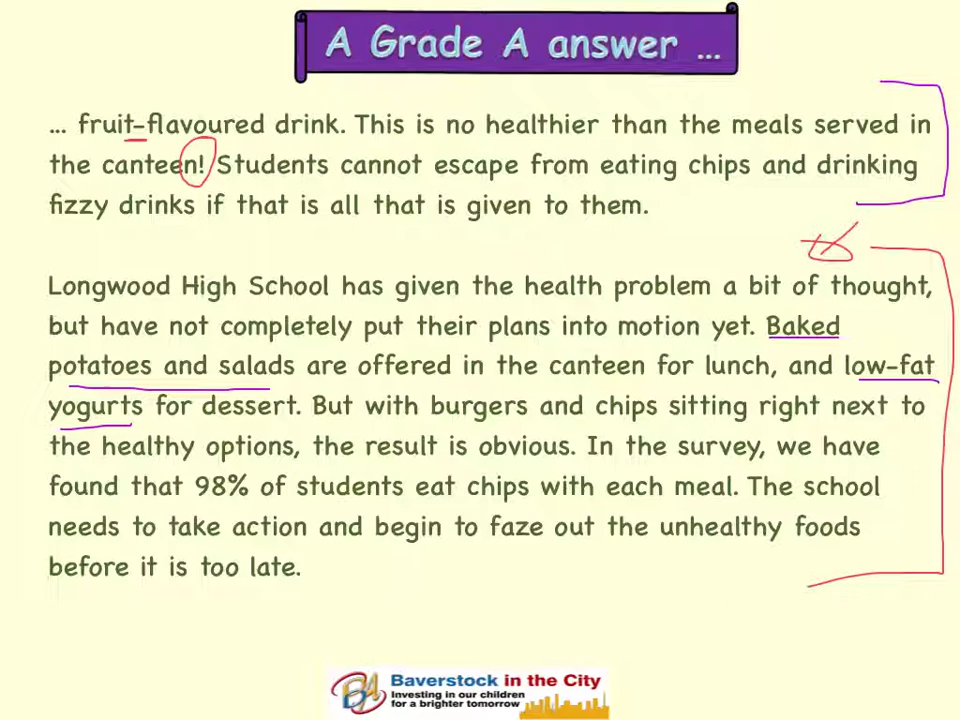 A Grade A answer ...
... fruit-flavoured drink. This is no healthier than the meals served in
the canteen! Students cannot escape from eating chips and drinking
fizzy drinks if that is all that is given to them.
Longwood High School has given the health problem a bit of thought,
but have not completely put their plans into motion yet. Baked
potatoes and salads are offered in the canteen for lunch, and low-fat
yogurts for dessert. But with burgers and chips sitting right next to
the healthy options, the result is obvious. In the survey, we have
found that 98% of students eat chips with each meal. The school
needs to take action and begin to faze out the unhealthy foods
before it is too late.
Baverstock in the City
Investing in our children
for a brighter tomorrow